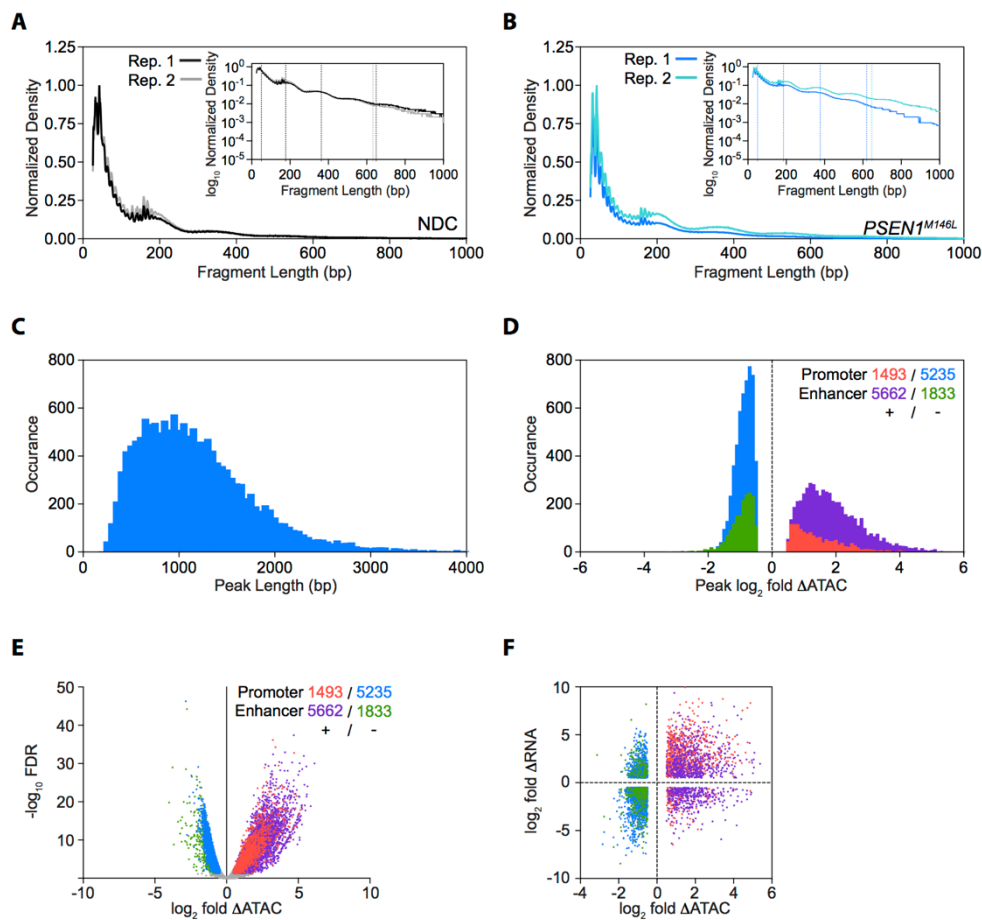 A
1.25
1.00
0.75
0.50
0.25
0.00
Normalized Density
Rep. 1
Rep. 2
10^0
10^-1
10^-2
10^-3
10^-4
10^-5
log10 Normalized Density
0 200 400 600 800 1000
Fragment Length (bp)
NDC
0 200 400 600 800 1000
Fragment Length (bp)
B
1.25
1.00
0.75
0.50
0.25
0.00
Normalized Density
Rep. 1
Rep. 2
10^0
10^-1
10^-2
10^-3
10^-4
10^-5
log10 Normalized Density
0 200 400 600 800 1000
Fragment Length (bp)
PSEN1^M146L
0 200 400 600 800 1000
Fragment Length (bp)
C
800
600
400
200
0
Occurance
0 1000 2000 3000 4000
Peak Length (bp)
D
800
600
400
200
0
Occurance
Promoter 1493 / 5235
Enhancer 5662 / 1833
+ / -
-6 -4 -2 0 2 4 6
Peak log2 fold ΔATAC
E
50
40
30
20
10
0
-log10 FDR
Promoter 1493 / 5235
Enhancer 5662 / 1833
+ / -
-10 -5 0 5 10
log2 fold ΔATAC
F
10
5
0
-5
-10
log2 fold ΔRNA
-4 -2 0 2 4 6
log2 fold ΔATAC